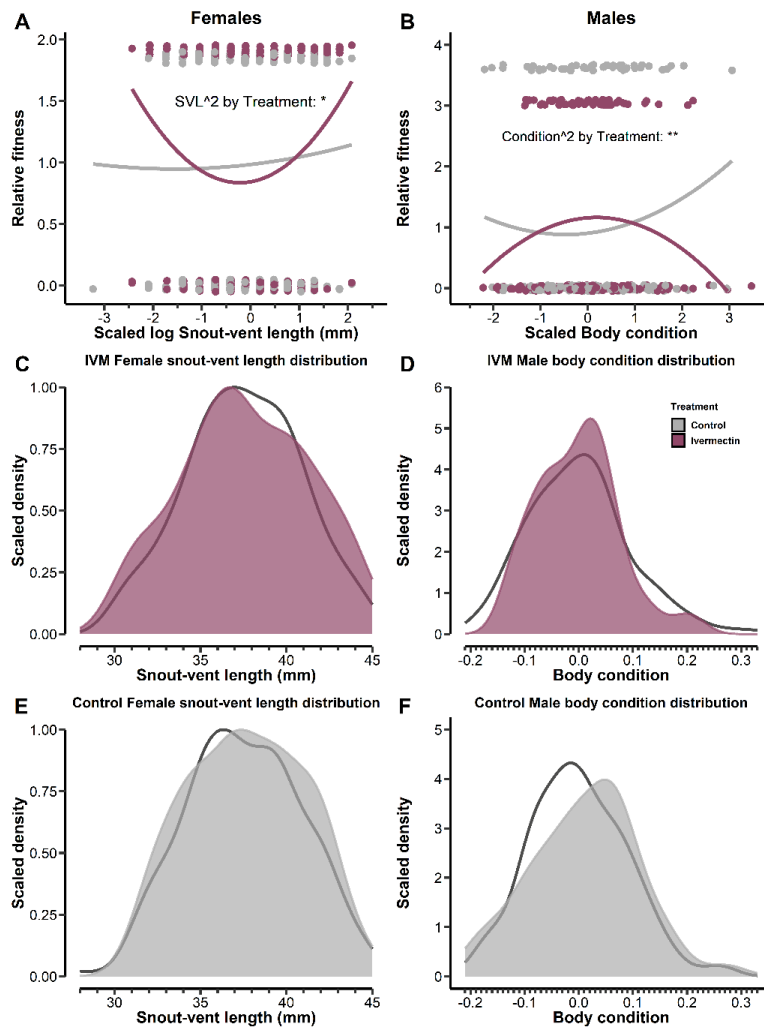 A
Females
2.0
1.5
1.0
0.5
0.0
Relative fitness
SVL^2 by Treatment: *
-3
-2
-1
0
1
2
Scaled log Snout-vent length (mm)
B
Males
4
3
2
1
0
Relative fitness
Condition^2 by Treatment: **
-2
-1
0
1
2
3
Scaled Body condition
C
IVM Female snout-vent length distribution
1.00
0.75
0.50
0.25
0.00
Scaled density
30
35
40
45
Snout-vent length (mm)
D
IVM Male body condition distribution
6
5
4
3
2
1
0
Scaled density
Treatment
Control
Ivermectin
-0.2
-0.1
0.0
0.1
0.2
0.3
Body condition
E
Control Female snout-vent length distribution
1.00
0.75
0.50
0.25
0.00
Scaled density
30
35
40
45
Snout-vent length (mm)
F
Control Male body condition distribution
5
4
3
2
1
0
Scaled density
-0.2
-0.1
0.0
0.1
0.2
0.3
Body condition